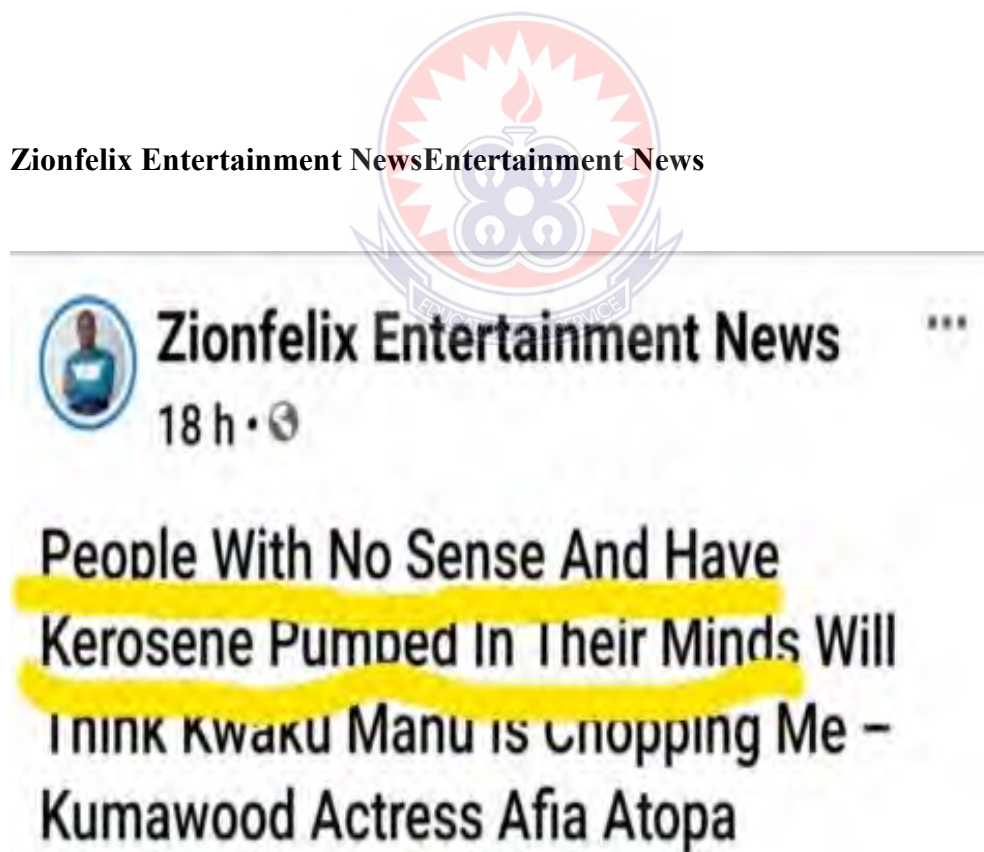 Zionfelix Entertainment NewsEntertainment News
Zionfelix Entertainment News
18 h
People With No Sense And Have
Kerosene Pumped In Their Minds Will
Think Kwaku Manu Is Chopping Me –
Kumawood Actress Afia Atopa